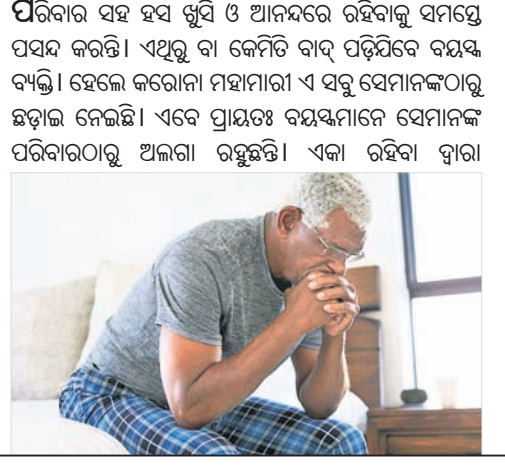 ପରିବାର ସହ ହସ ଖୁସି ଓ ଆନନ୍ଦରେ ରହିବାକୁ ସମସ୍ତେ
ପସନ୍ଦ କରନ୍ତି। ଏଥିରୁ ବା କେମିତି ବାଦ୍ ପଡ଼ିଯିବେ ବୟସ୍କ
ବ୍ୟକ୍ତି। ହେଲେ କରୋନା ମହାମାରୀ ଏ ସବୁ ସେମାନଙ୍କଠାରୁ
ଛଡ଼ାଇ ନେଇଛି। ଏବେ ପ୍ରାୟତଃ ବୟସ୍କମାନେ ସେମାନଙ୍କ
ପରିବାରଠାରୁ ଅଲଗା ରହୁଛନ୍ତି। ଏକା ରହିବା ଦ୍ୱାରା